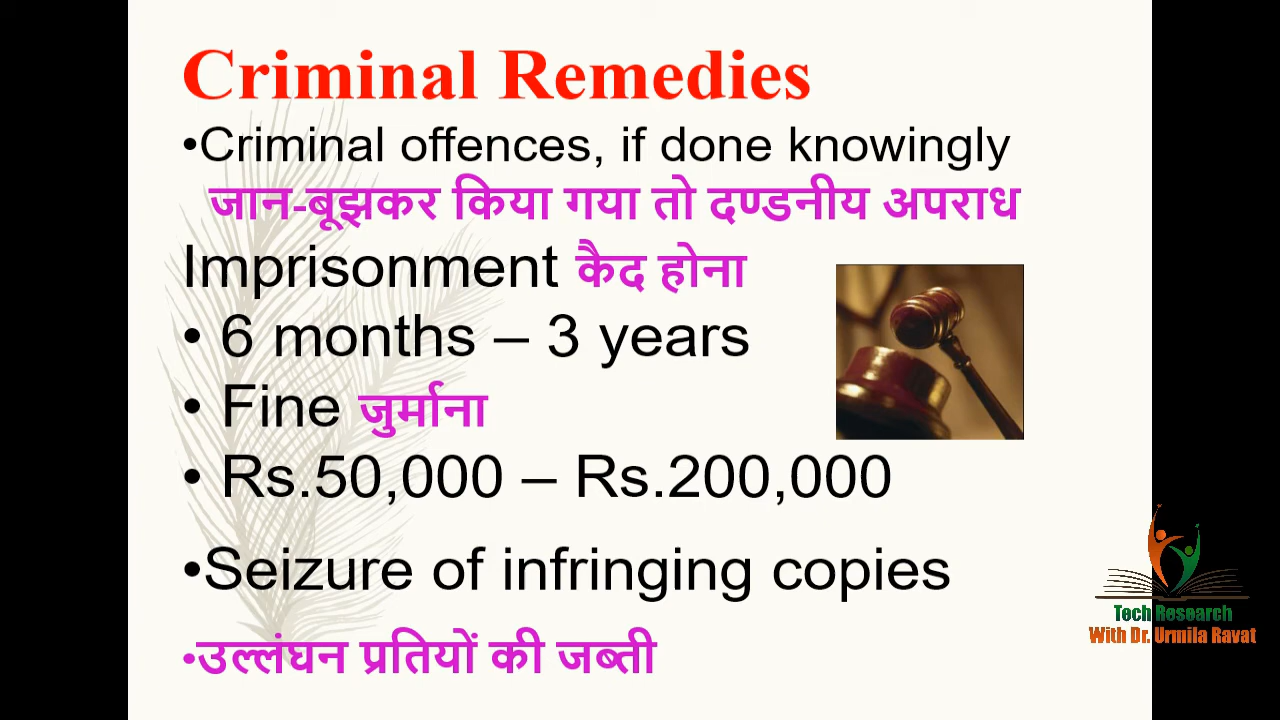 Criminal Remedies
•Criminal offences, if done knowingly
जान-बूझकर किया गया तो दण्डनीय अपराध
Imprisonment कैद होना
• 6 months – 3 years
• Fine जुर्माना
• Rs.50,000 – Rs.200,000
•Seizure of infringing copies
•उल्लंघन प्रतियों की जब्ती
Tech Research
With Dr. Urmila Ravat